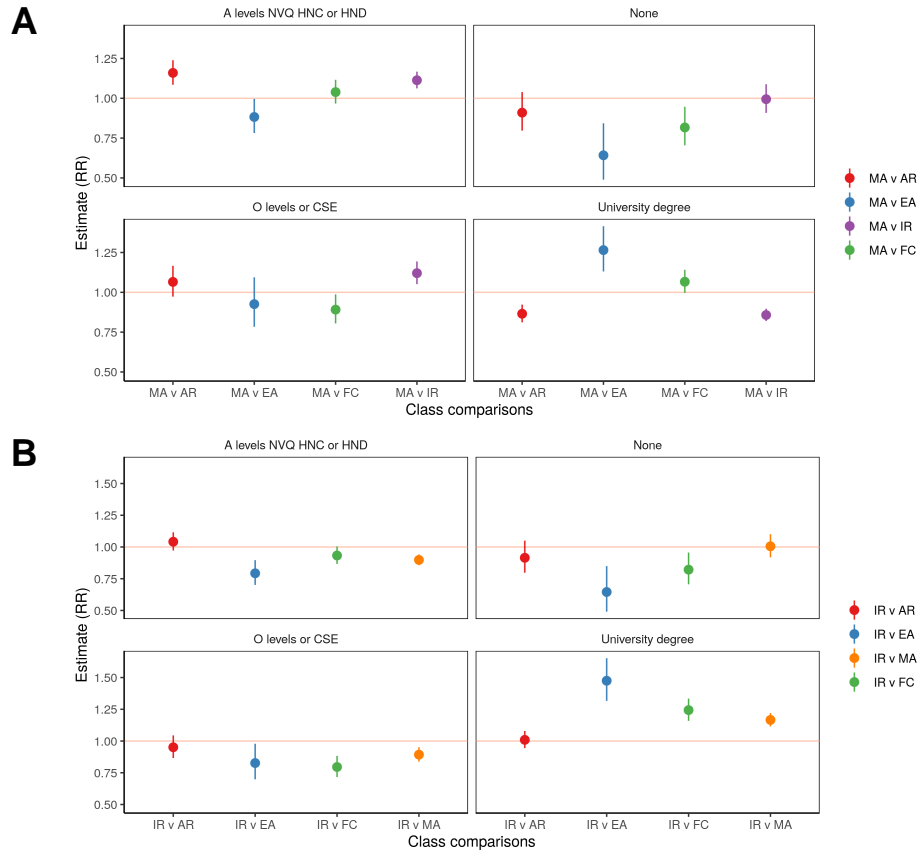 A
A levels NVQ HNC or HND
None
1.25
1.00
0.75
0.50
O levels or CSE
University degree
1.25
1.00
0.75
0.50
Estimate (RR)
MA v AR
MA v EA
MA v FC
MA v IR
MA v AR
MA v EA
MA v FC
MA v IR
Class comparisons
MA v AR
MA v EA
MA v IR
MA v FC
B
A levels NVQ HNC or HND
None
1.50
1.25
1.00
0.75
0.50
O levels or CSE
University degree
1.50
1.25
1.00
0.75
0.50
Estimate (RR)
IR v AR
IR v EA
IR v FC
IR v MA
IR v AR
IR v EA
IR v FC
IR v MA
Class comparisons
IR v AR
IR v EA
IR v MA
IR v FC